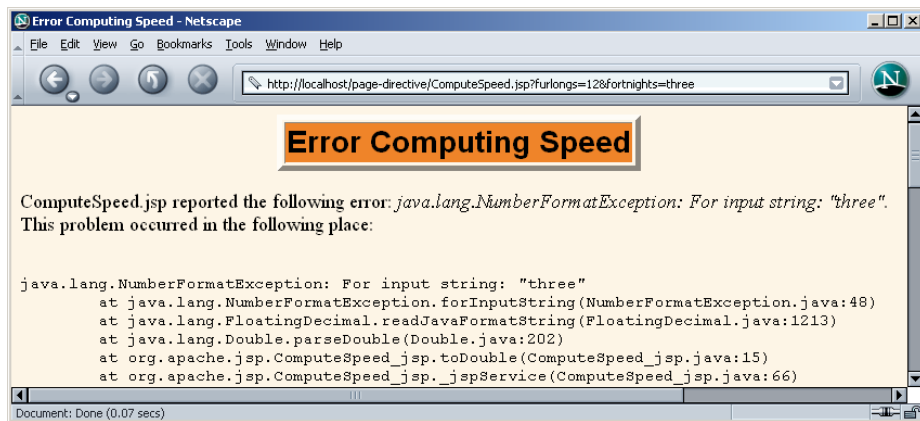 Error Computing Speed - Netscape
File Edit View Go Bookmarks Tools Window Help
http://localhost/page-directive/ComputeSpeed.jsp?furlongs=12&fortnights=three
N
Error Computing Speed
ComputeSpeed.jsp reported the following error: java.lang.NumberFormatException: For input string: "three".
This problem occurred in the following place:
java.lang.NumberFormatException: For input string: "three"
at java.lang.NumberFormatException.forInputString(NumberFormatException.java:48)
at java.lang.FloatingDecimal.readJavaFormatString(FloatingDecimal.java:1213)
at java.lang.Double.parseDouble(Double.java:202)
at org.apache.jsp.ComputeSpeed_jsp.toDouble(ComputeSpeed_jsp.java:15)
at org.apache.jsp.ComputeSpeed_jsp._jspService(ComputeSpeed_jsp.java:66)
Document: Done (0.07 secs)